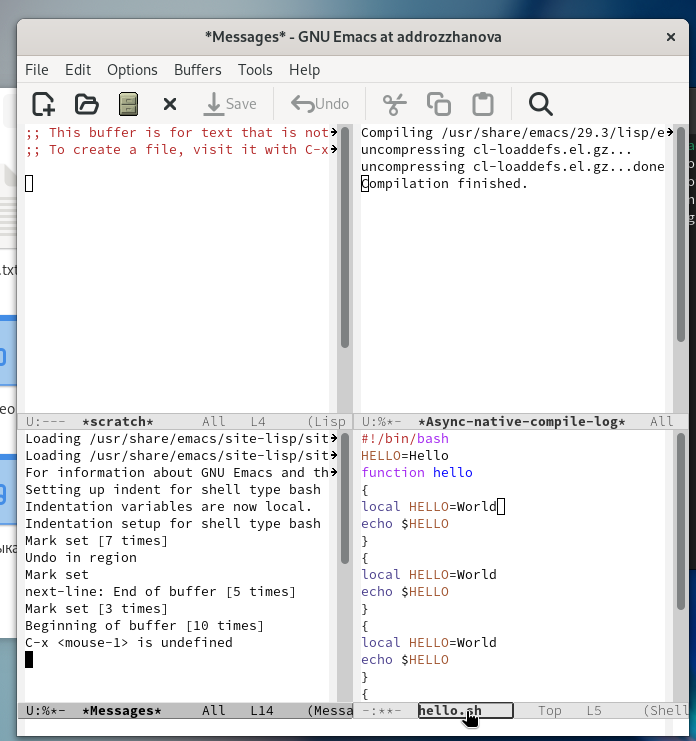 *Messages* - GNU Emacs at addrozzhanova
File Edit Options Buffers Tools Help
Save Undo
;; This buffer is for text that is not
;; To create a file, visit it with C-x
U:--- *scratch* All L4 (Lisp
Compiling /usr/share/emacs/29.3/lisp/e
uncompressing cl-loaddefs.el.gz...
uncompressing cl-loaddefs.el.gz...done
Compilation finished.
U:%*- *Async-native-compile-log* All
Loading /usr/share/emacs/site-lisp/sit
Loading /usr/share/emacs/site-lisp/sit
For information about GNU Emacs and th
Setting up indent for shell type bash
Indentation variables are now local.
Indentation setup for shell type bash
Mark set [7 times]
Undo in region
Mark set
next-line: End of buffer [5 times]
Mark set [3 times]
Beginning of buffer [10 times]
C-x <mouse-1> is undefined
U:%*- *Messages* All L14 (Messa
#!/bin/bash
HELLO=Hello
function hello
{
local HELLO=World
echo $HELLO
}
{
local HELLO=World
echo $HELLO
}
{
local HELLO=World
echo $HELLO
}
{
-:**- hello.sh Top L5 (Shell
.txt